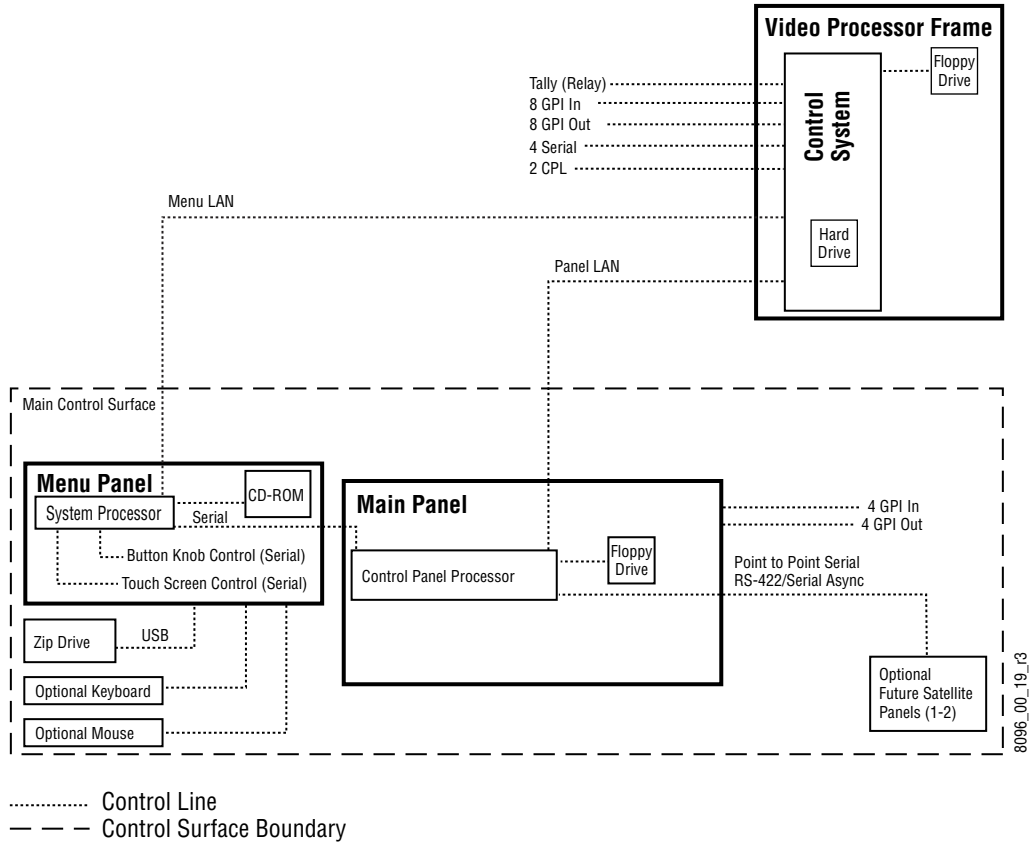 Video Processor Frame
Floppy
Drive
Control
System
Tally (Relay)
8 GPI In
8 GPI Out
4 Serial
2 CPL
Menu LAN
Hard
Drive
Panel LAN
Main Control Surface
Menu Panel
CD-ROM
System Processor
Serial
Button Knob Control (Serial)
Touch Screen Control (Serial)
Main Panel
4 GPI In
4 GPI Out
Floppy
Drive
Control Panel Processor
Point to Point Serial
RS-422/Serial Async
Zip Drive
USB
Optional Keyboard
Optional Mouse
Optional
Future Satellite
Panels (1-2)
8096_00_19_r3
Control Line
Control Surface Boundary